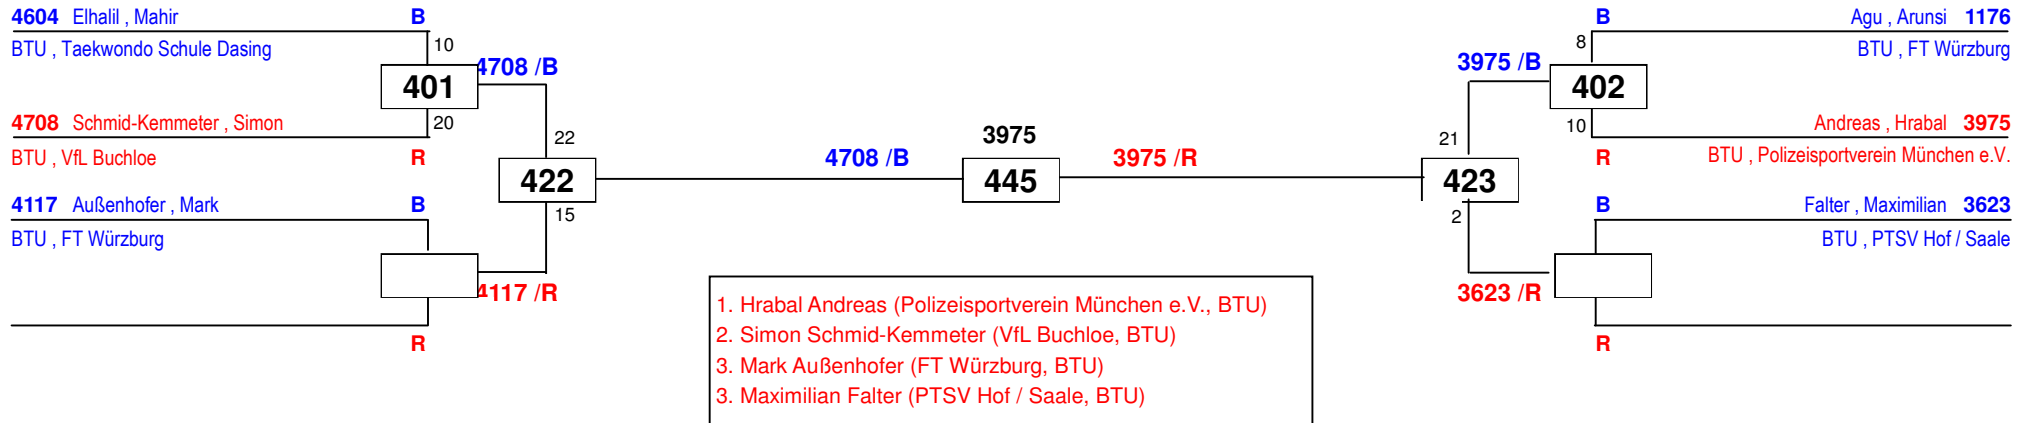 4604 Elhalil , Mahir B
BTU , Taekwondo Schule Dasing
10
401
4708 /B
20
4708 Schmid-Kemmeter , Simon
BTU , VfL Buchloe R
22
422
15
4117 Außenhofer , Mark B
BTU , FT Würzburg
4117 /R
R
4708 /B
3975
445
3975 /R
B Agu , Arunsi 1176
8
BTU , FT Würzburg
3975 /B
402
10
Andreas , Hrabal 3975
R BTU , Polizeisportverein München e.V.
21
423
2
B Falter , Maximilian 3623
BTU , PTSV Hof / Saale
3623 /R
R
1. Hrabal Andreas (Polizeisportverein München e.V., BTU)
2. Simon Schmid-Kemmeter (VfL Buchloe, BTU)
3. Mark Außenhofer (FT Würzburg, BTU)
3. Maximilian Falter (PTSV Hof / Saale, BTU)